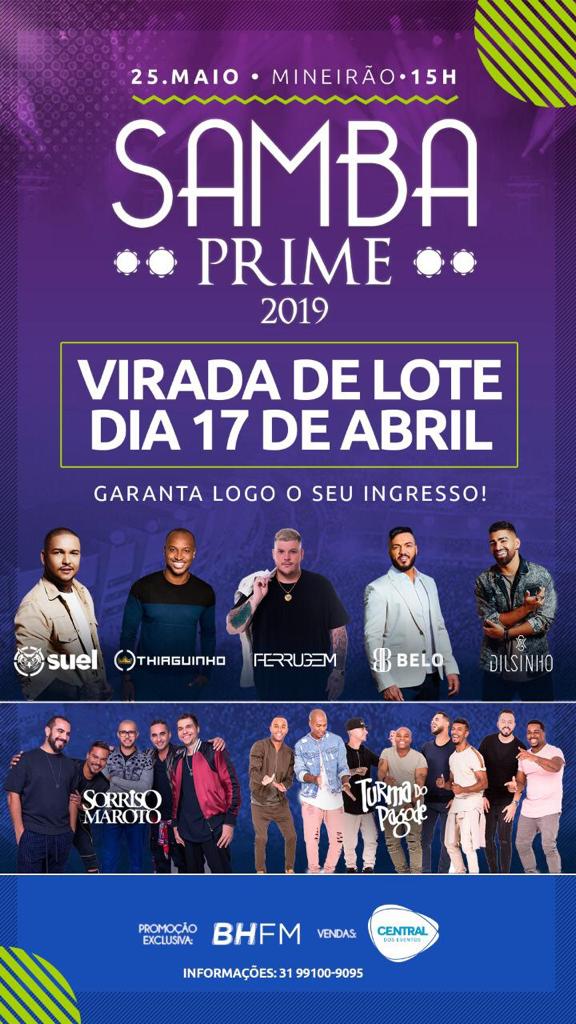 25.MAIO • MINEIRÃO•15H
SAMBA
PRIME
2019
VIRADA DE LOTE
DIA 17 DE ABRIL
GARANTA LOGO O SEU INGRESSO!
suel
THIAGUINHO
FERRUGEM
B BELO
DILSINHO
SORRISO
MAROTO
TURMA DO
Pagode
PROMOÇÃO
EXCLUSIVA:
BHFM
VENDAS:
CENTRAL
DOS EVENTOS
INFORMAÇÕES: 31 99100-9095